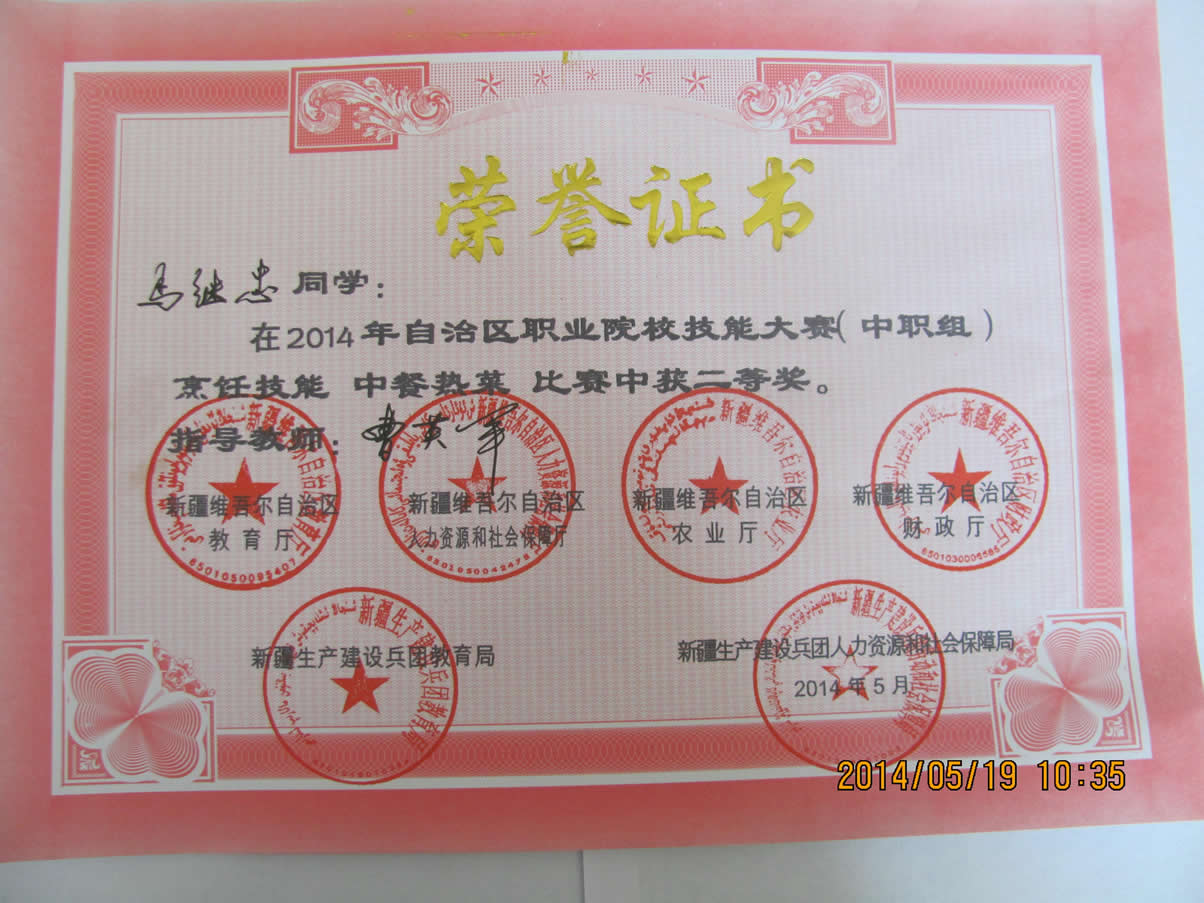 荣誉证书
马继忠同学：
在2014年自治区职业院校技能大赛（中职组）
烹饪技能 中餐热菜 比赛中获二等奖。
指导教师：曹英军
新疆维吾尔自治区
教育厅
新疆维吾尔自治区
人力资源和社会保障厅
新疆维吾尔自治区
农业厅
新疆维吾尔自治区
财政厅
新疆生产建设兵团教育局
新疆生产建设兵团人力资源和社会保障局
2014年5月
2014/05/19 10:35